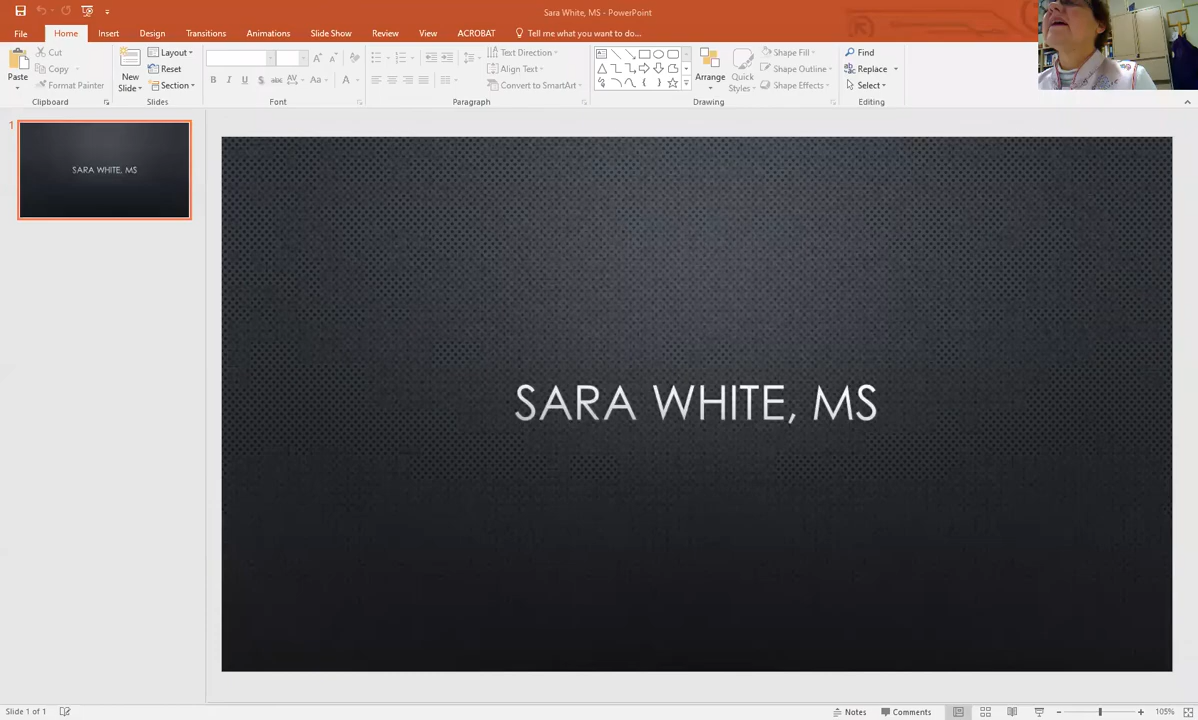 Sara White, MS - PowerPoint
File
Home
Insert
Design
Transitions
Animations
Slide Show
Review
View
ACROBAT
Tell me what you want to do...
Paste
Cut
Copy
Format Painter
Clipboard
New
Slide
Layout
Reset
Section
Slides
B I U S abc AV Aa A
Font
Text Direction
Align Text
Convert to SmartArt
Paragraph
Arrange
Quick
Styles
Shape Fill
Shape Outline
Shape Effects
Drawing
Find
Replace
Select
Editing
1
SARA WHITE, MS
SARA WHITE, MS
Slide 1 of 1
Notes
Comments
105%